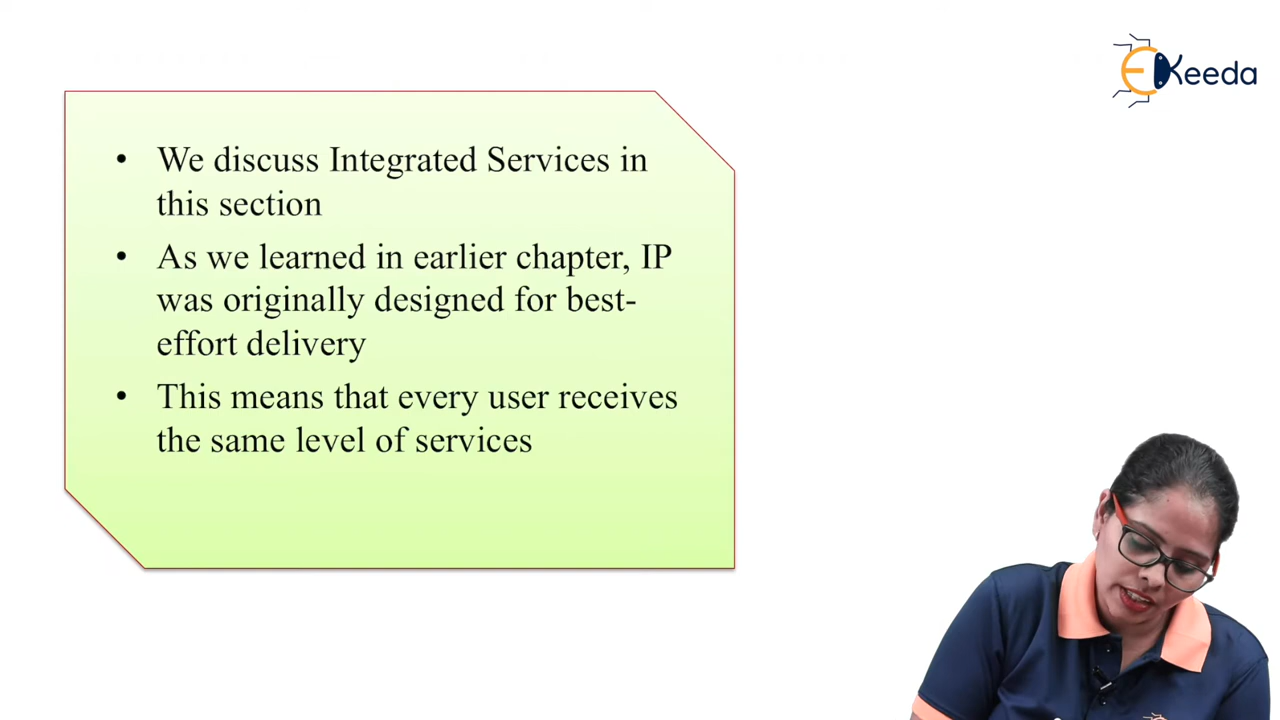 EKeeda
• We discuss Integrated Services in
this section
• As we learned in earlier chapter, IP
was originally designed for best-
effort delivery
• This means that every user receives
the same level of services